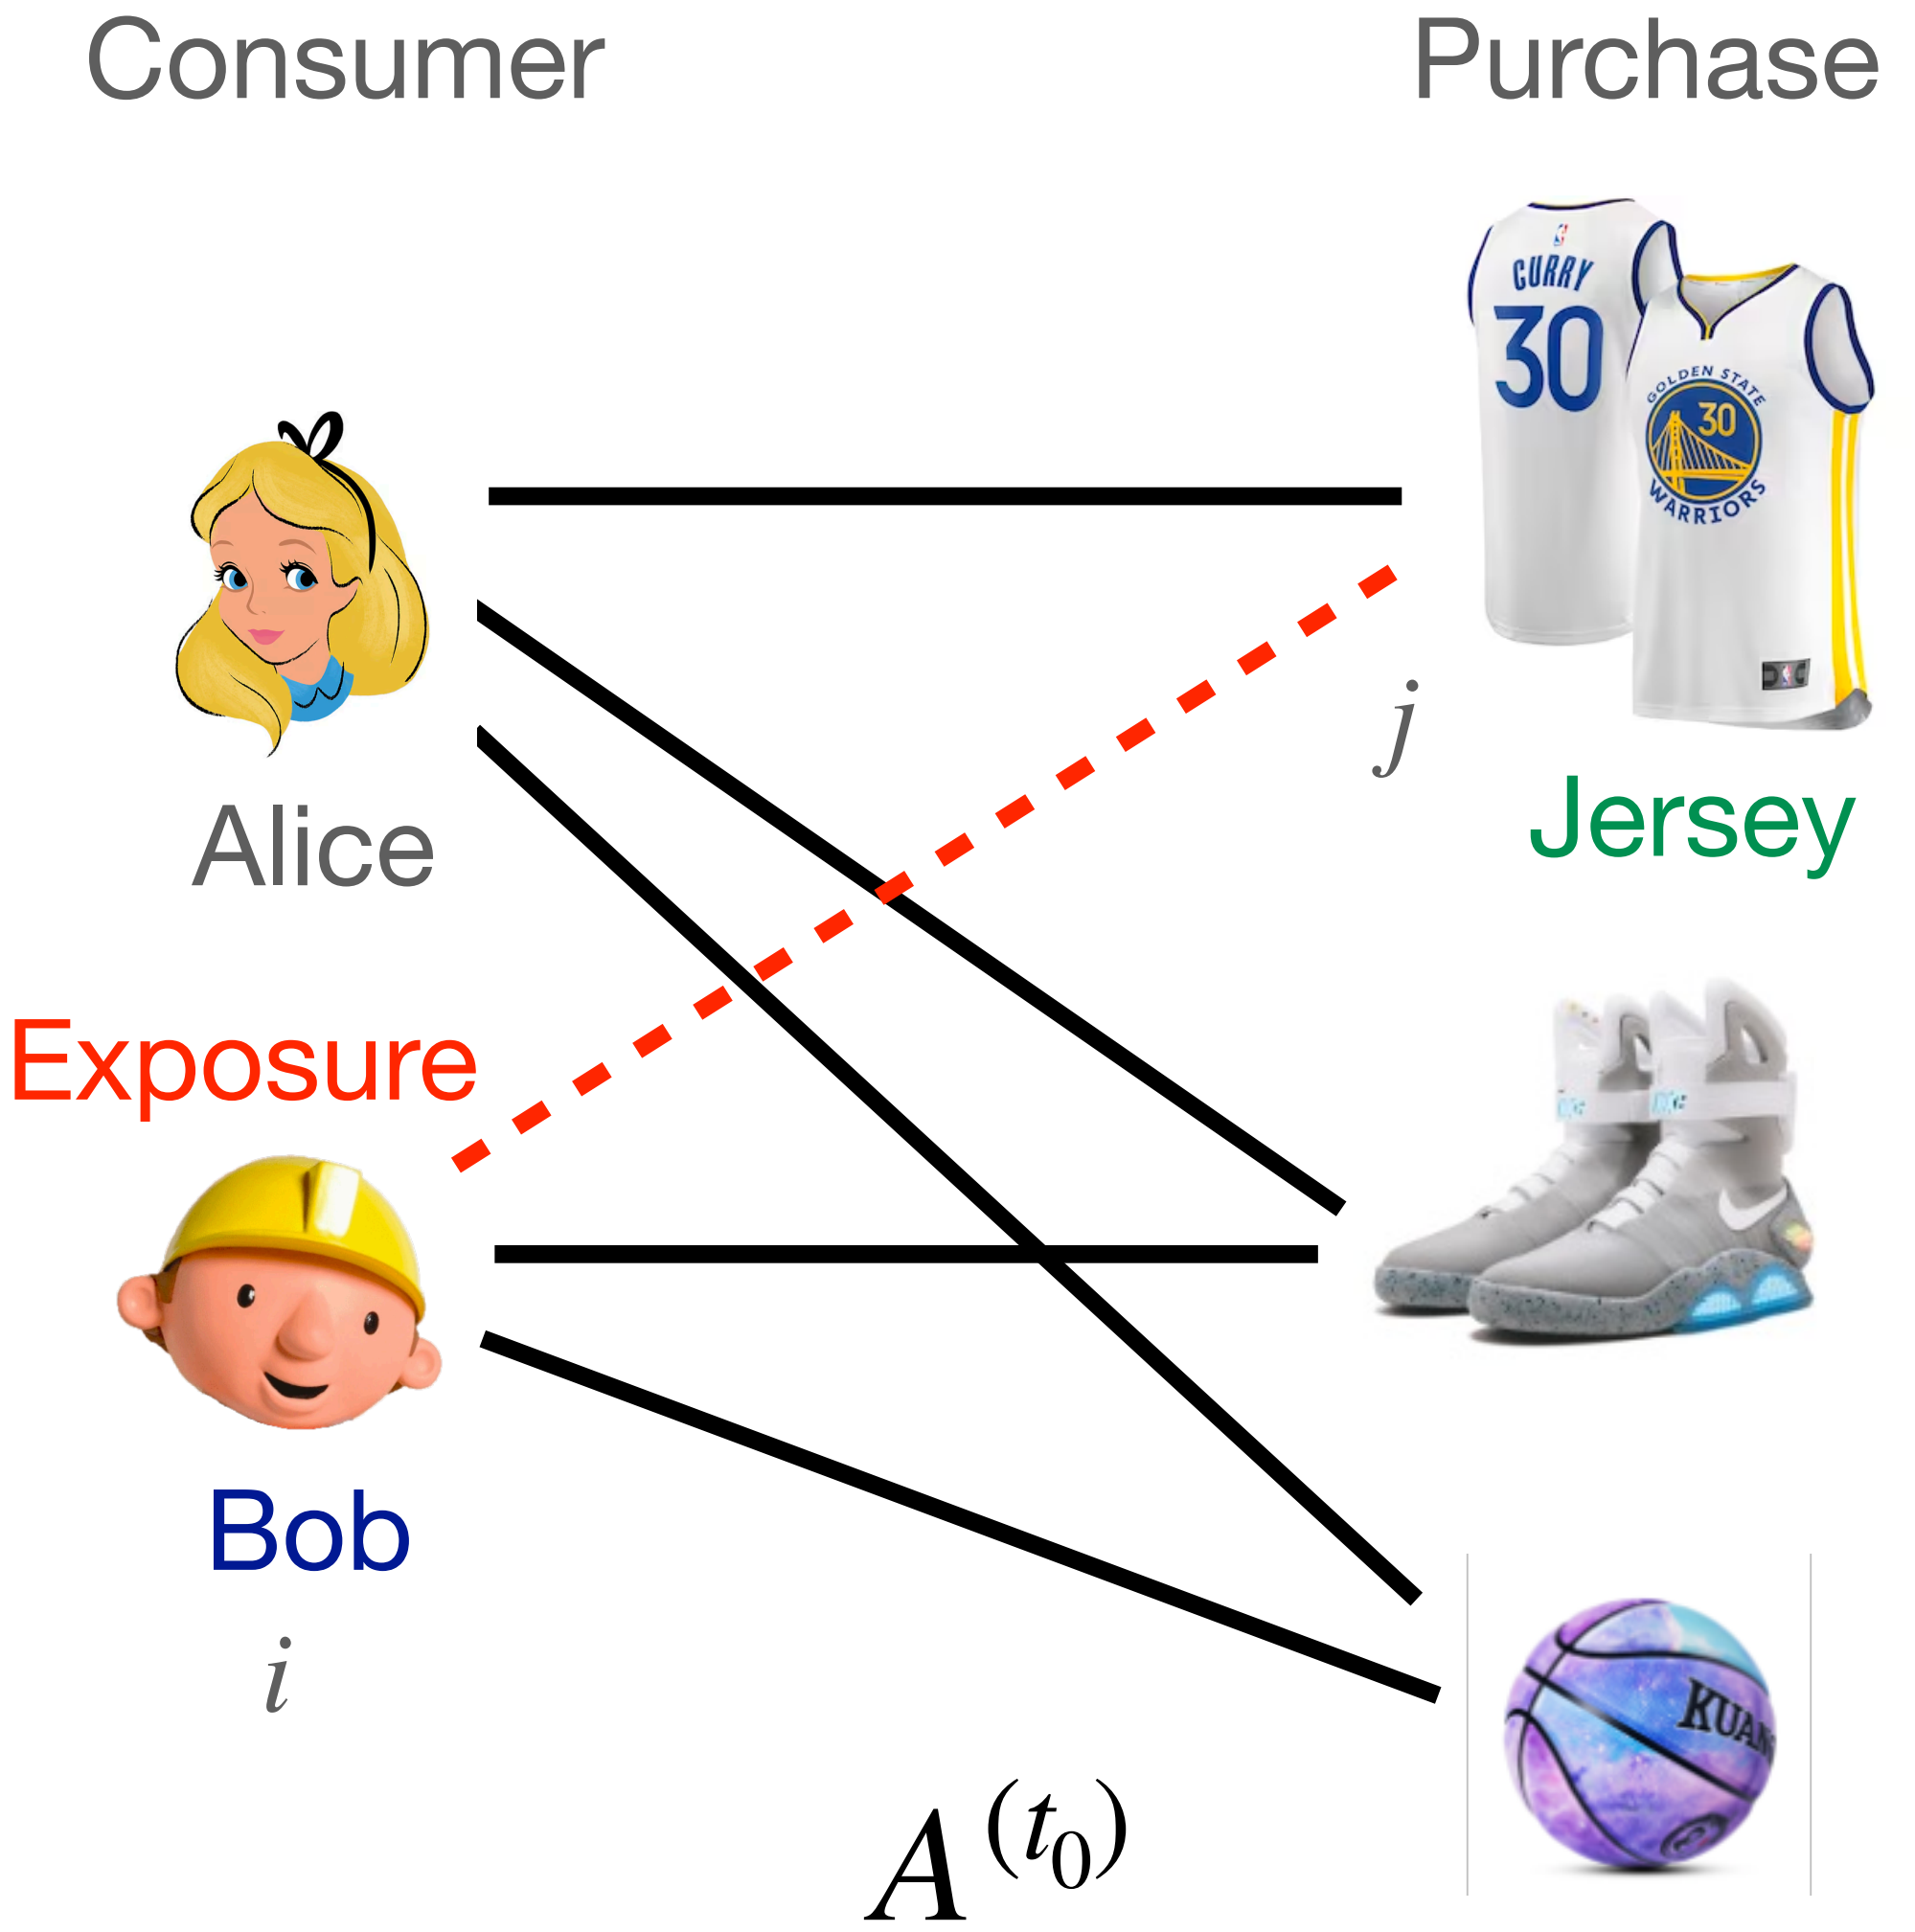 Consumer
Purchase
CURRY
30
GOLDEN STATE
30
WARRIORS
j
Alice
Jersey
Exposure
Bob
i
KUAN
A^{(t_0)}